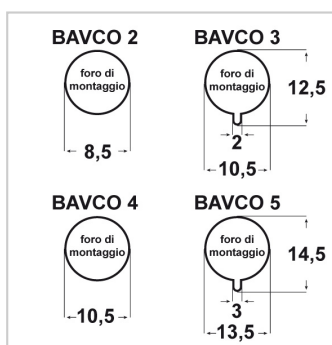 BAVCO 2
foro di
montaggio
8,5
BAVCO 3
foro di
montaggio
12,5
2
10,5
BAVCO 4
foro di
montaggio
10,5
BAVCO 5
foro di
montaggio
14,5
3
13,5